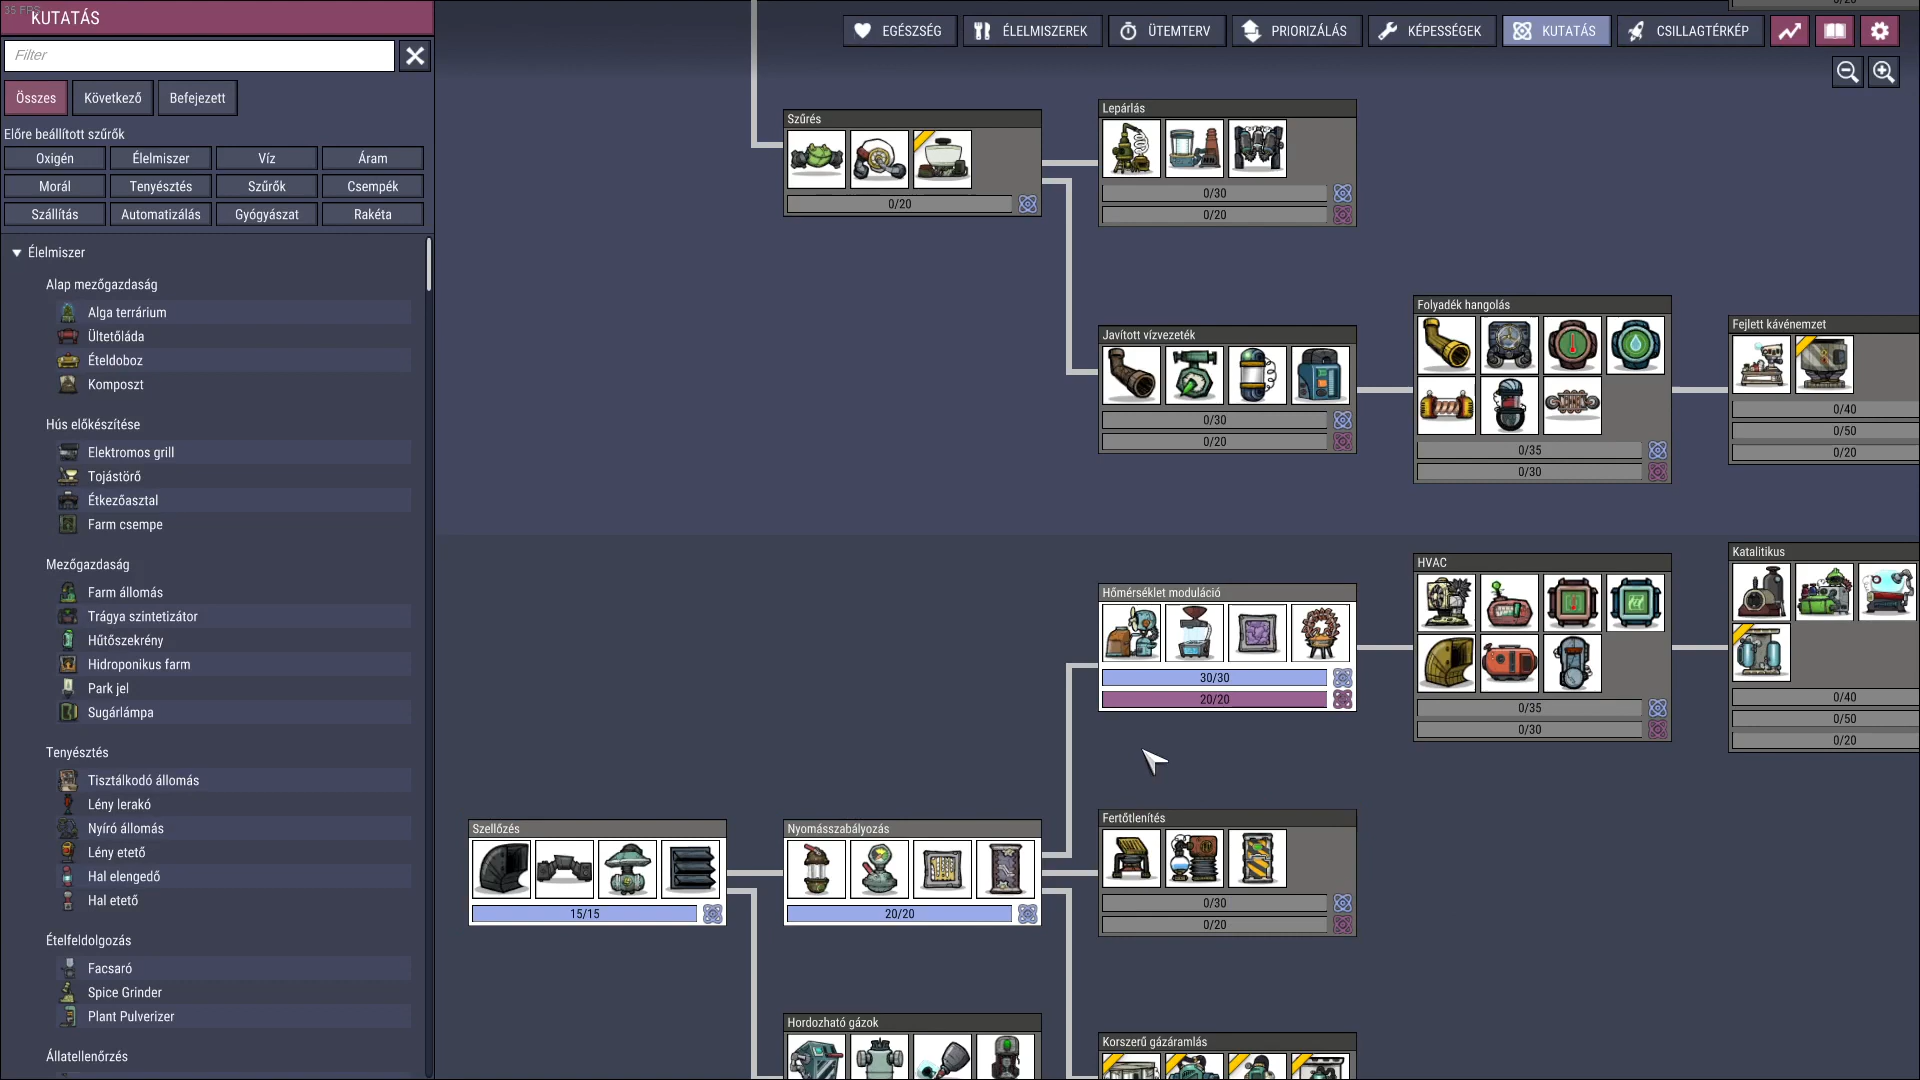 35 FPS
KUTATÁS
Filter
Összes
Következő
Befejezett
Előre beállított szűrők
Oxigén
Élelmiszer
Víz
Áram
Morál
Tenyésztés
Szűrők
Csempék
Szállítás
Automatizálás
Gyógyászat
Rakéta
Élelmiszer
Alap mezőgazdaság
Alga terrárium
Ültetőláda
Ételdoboz
Komposzt
Hús előkészítése
Elektromos grill
Tojástörő
Étkezőasztal
Farm csempe
Mezőgazdaság
Farm állomás
Trágya szintetizátor
Hűtőszekrény
Hidroponikus farm
Park jel
Sugárlámpa
Tenyésztés
Tisztálkodó állomás
Lény lerakó
Nyíró állomás
Lény etető
Hal elengedő
Hal etető
Ételfeldolgozás
Facsaró
Spice Grinder
Plant Pulverizer
Állatellenőrzés
EGÉSZSÉG
ÉLELMISZEREK
ÜTEMTERV
PRIORIZÁLÁS
KÉPESSÉGEK
KUTATÁS
CSILLAGTÉRKÉP
0/20
Szűrés
0/20
Lepárlás
0/30
0/20
Javított vízvezeték
0/30
0/20
Folyadék hangolás
0/35
0/30
Fejlett kávénemzet
0/40
0/50
0/20
Hőmérséklet moduláció
30/30
20/20
HVAC
0/35
0/30
Katalitikus
0/40
0/50
0/20
Szellőzés
15/15
Nyomásszabályozás
20/20
Fertőtlenítés
0/30
0/20
Hordozható gázok
Korszerű gázáramlás